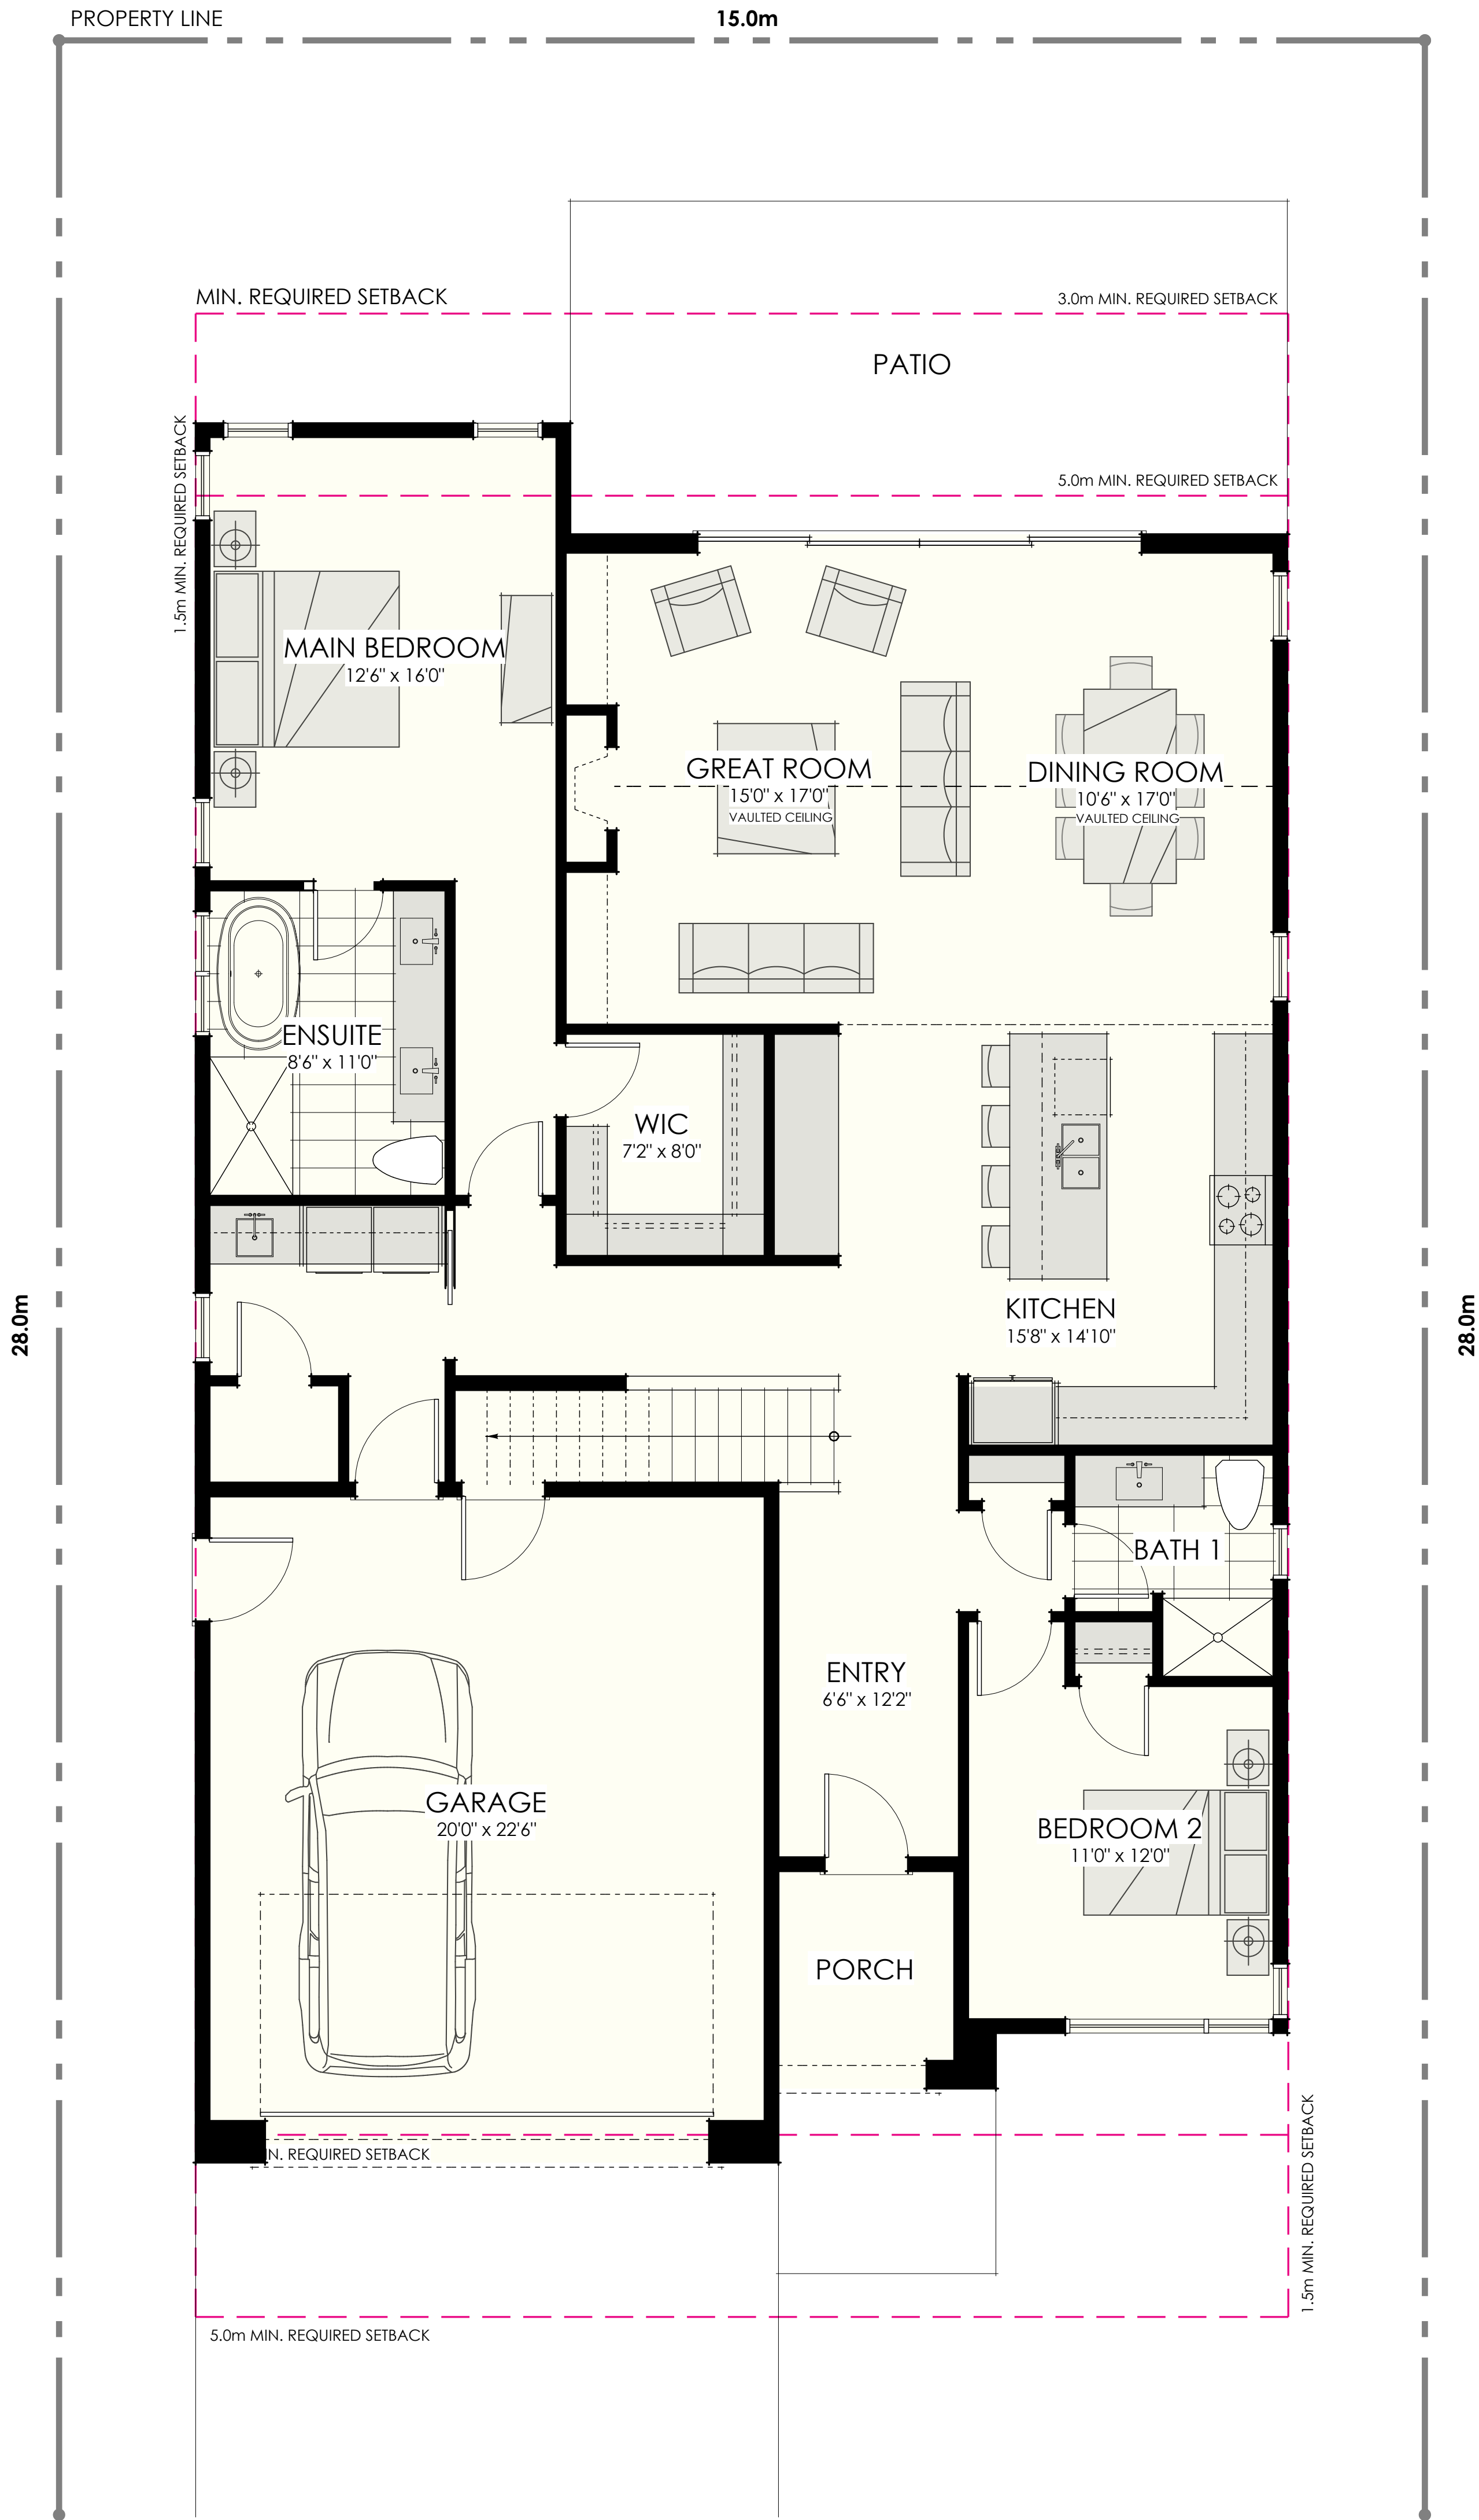 PROPERTY LINE
15.0m
MIN. REQUIRED SETBACK
3.0m MIN. REQUIRED SETBACK
PATIO
1.5m MIN. REQUIRED SETBACK
5.0m MIN. REQUIRED SETBACK
MAIN BEDROOM
12'6" x 16'0"
GREAT ROOM
15'0" x 17'0"
VAULTED CEILING
DINING ROOM
10'6" x 17'0"
VAULTED CEILING
ENSUITE
8'6" x 11'0"
WIC
7'2" x 8'0"
28.0m
KITCHEN
15'8" x 14'10"
28.0m
BATH 1
ENTRY
6'6" x 12'2"
GARAGE
20'0" x 22'6"
BEDROOM 2
11'0" x 12'0"
PORCH
REQUIRED SETBACK
1.5m MIN. REQUIRED SETBACK
5.0m MIN. REQUIRED SETBACK